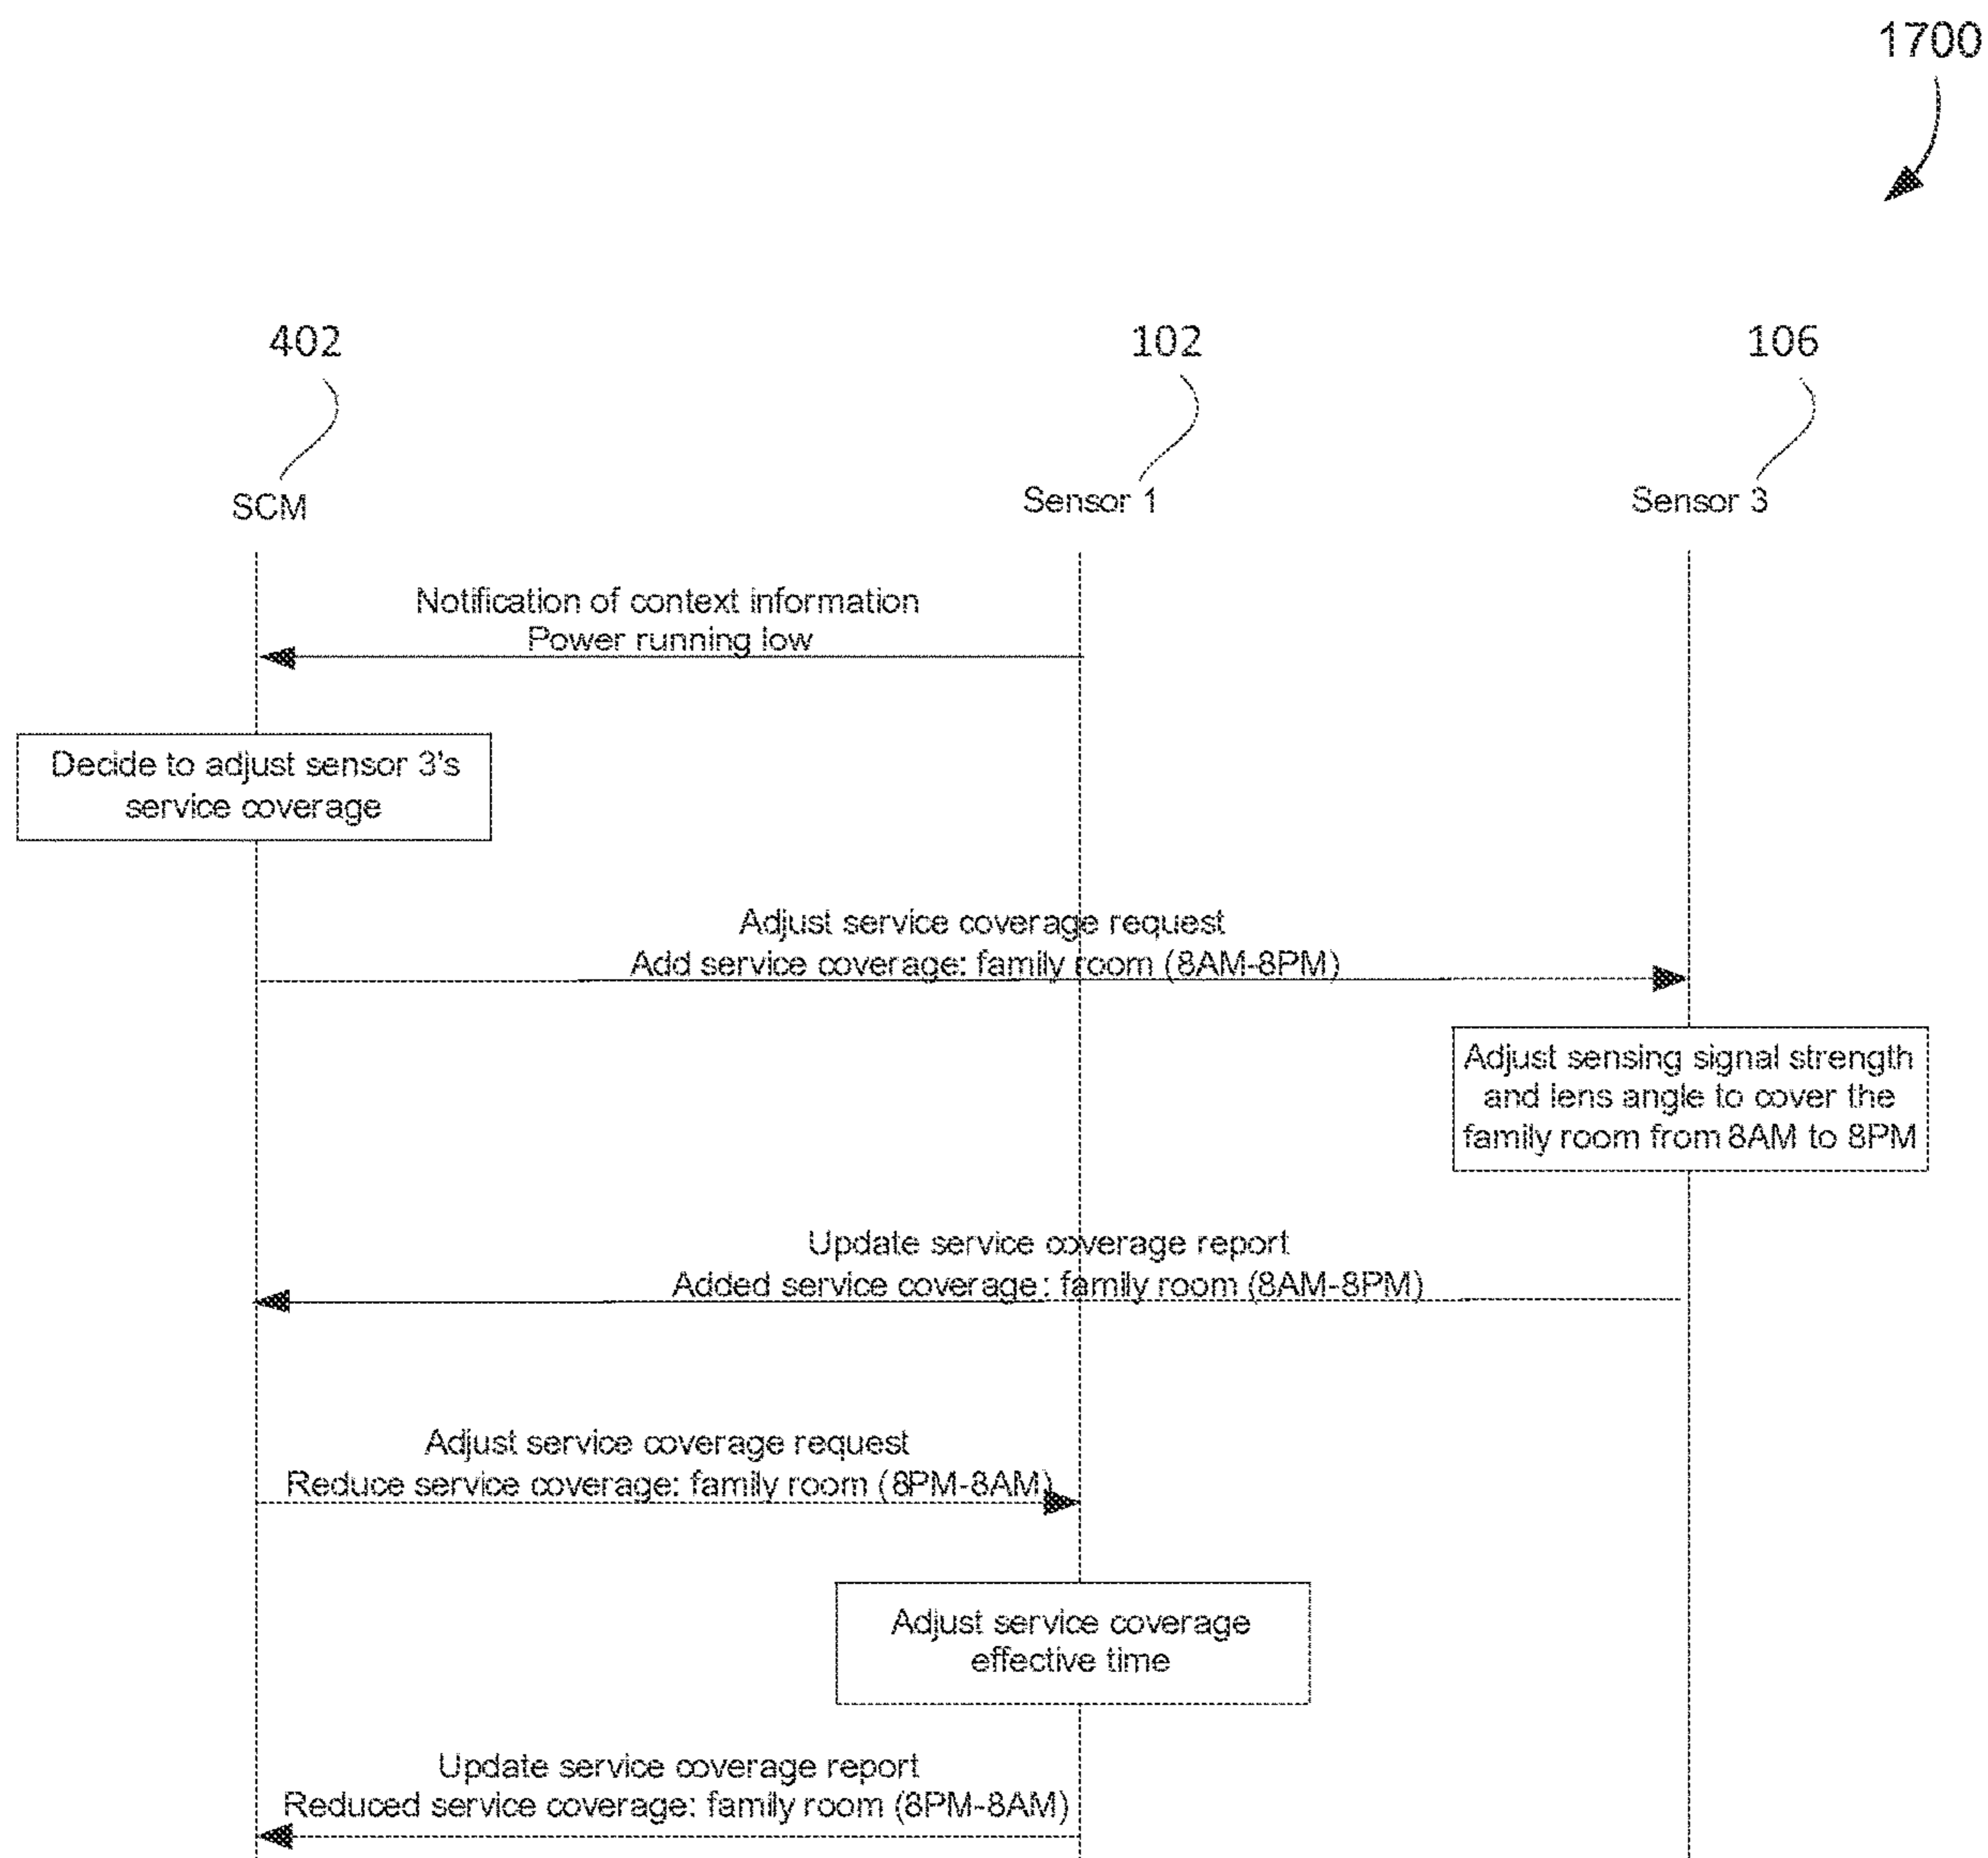 1700
402
102
106
SCM
Sensor 1
Sensor 3
Notification of context information
Power running low
Decide to adjust sensor 3's
service coverage
Adjust service coverage request
Add service coverage: family room (8AM-8PM)
Adjust sensing signal strength
and lens angle to cover the
family room from 8AM to 8PM
Update service coverage report
Added service coverage: family room (8AM-8PM)
Adjust service coverage request
Reduce service coverage: family room (8PM-8AM)
Adjust service coverage
effective time
Update service coverage report
Reduced service coverage: family room (8PM-8AM)